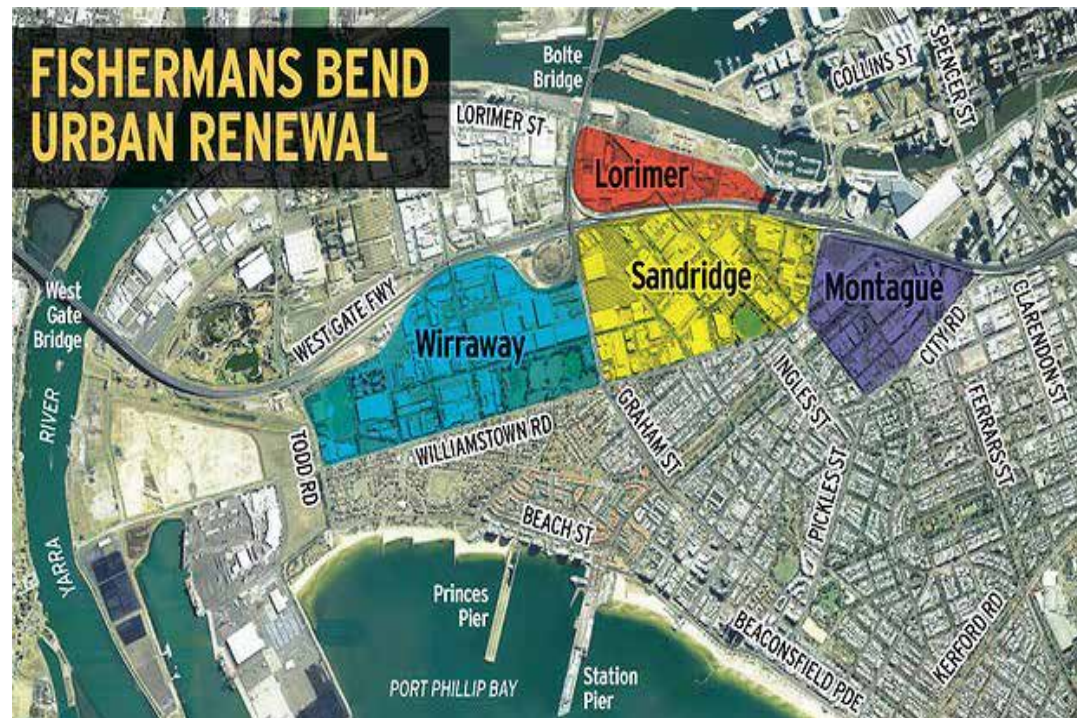 FISHERMANS BEND
URBAN RENEWAL
Bolte
Bridge
COLLINS ST
SPENCER ST
LORIMER ST
Lorimer
Sandridge
Montague
West
Gate
Bridge
WEST GATE FWY
Wirraway
CITY RD
CLARENDON ST
RIVER
YARRA
TODD RD
WILLIAMSTOWN RD
GRAHAM ST
INGLES ST
FERRARS ST
PICKLES ST
BEACH ST
Princes
Pier
Station
Pier
BEACONSFIELD PDE
KERFORD RD
PORT PHILLIP BAY